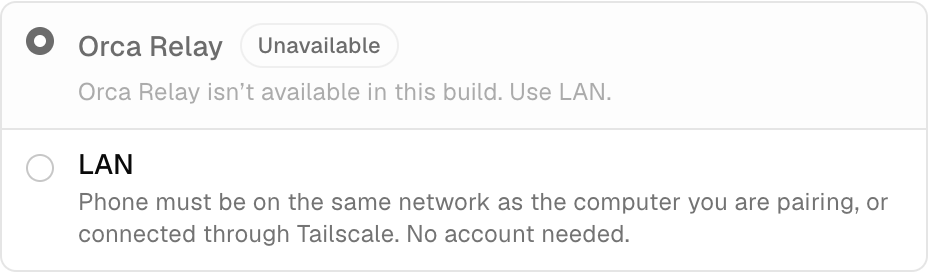 Orca Relay Unavailable
Orca Relay isn’t available in this build. Use LAN.
LAN
Phone must be on the same network as the computer you are pairing, or
connected through Tailscale. No account needed.